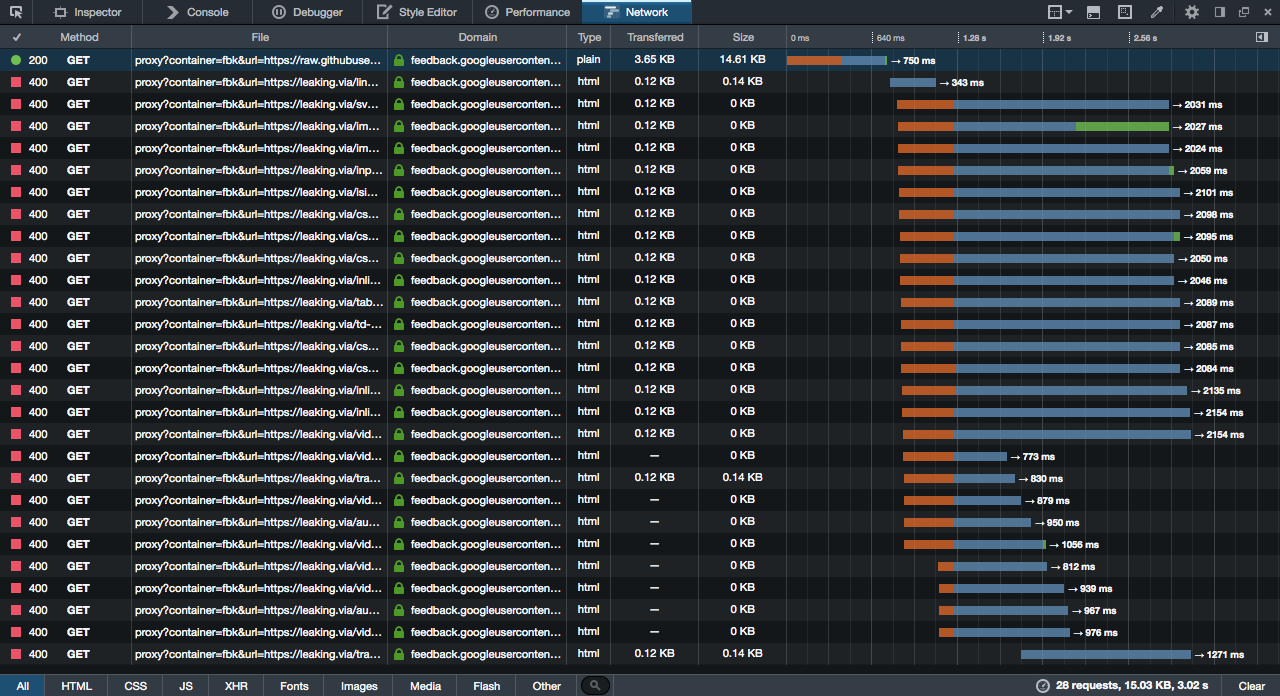 Inspector Console Debugger Style Editor Performance Network
✓ Method File Domain Type Transferred Size 0 ms 640 ms 1.28 s 1.92 s 2.56 s
200 GET proxy?container=fbk&url=https://raw.githubuse... feedback.googleuserconten... plain 3.65 KB 14.61 KB → 750 ms
400 GET proxy?container=fbk&url=https://leaking.via/lin... feedback.googleuserconten... html 0.12 KB 0.14 KB → 343 ms
400 GET proxy?container=fbk&url=https://leaking.via/sv... feedback.googleuserconten... html 0.12 KB 0 KB → 2031 ms
400 GET proxy?container=fbk&url=https://leaking.via/im... feedback.googleuserconten... html 0.12 KB 0 KB → 2027 ms
400 GET proxy?container=fbk&url=https://leaking.via/im... feedback.googleuserconten... html 0.12 KB 0 KB → 2024 ms
400 GET proxy?container=fbk&url=https://leaking.via/inp... feedback.googleuserconten... html 0.12 KB 0 KB → 2059 ms
400 GET proxy?container=fbk&url=https://leaking.via/isi... feedback.googleuserconten... html 0.12 KB 0 KB → 2101 ms
400 GET proxy?container=fbk&url=https://leaking.via/cs... feedback.googleuserconten... html 0.12 KB 0 KB → 2098 ms
400 GET proxy?container=fbk&url=https://leaking.via/cs... feedback.googleuserconten... html 0.12 KB 0 KB → 2095 ms
400 GET proxy?container=fbk&url=https://leaking.via/cs... feedback.googleuserconten... html 0.12 KB 0 KB → 2050 ms
400 GET proxy?container=fbk&url=https://leaking.via/inli... feedback.googleuserconten... html 0.12 KB 0 KB → 2046 ms
400 GET proxy?container=fbk&url=https://leaking.via/tab... feedback.googleuserconten... html 0.12 KB 0 KB → 2089 ms
400 GET proxy?container=fbk&url=https://leaking.via/td-... feedback.googleuserconten... html 0.12 KB 0 KB → 2087 ms
400 GET proxy?container=fbk&url=https://leaking.via/cs... feedback.googleuserconten... html 0.12 KB 0 KB → 2085 ms
400 GET proxy?container=fbk&url=https://leaking.via/cs... feedback.googleuserconten... html 0.12 KB 0 KB → 2084 ms
400 GET proxy?container=fbk&url=https://leaking.via/inli... feedback.googleuserconten... html 0.12 KB 0 KB → 2135 ms
400 GET proxy?container=fbk&url=https://leaking.via/inli... feedback.googleuserconten... html 0.12 KB 0 KB → 2154 ms
400 GET proxy?container=fbk&url=https://leaking.via/vid... feedback.googleuserconten... html 0.12 KB 0 KB → 2154 ms
400 GET proxy?container=fbk&url=https://leaking.via/vid... feedback.googleuserconten... html — 0 KB → 773 ms
400 GET proxy?container=fbk&url=https://leaking.via/tra... feedback.googleuserconten... html 0.12 KB 0.14 KB → 830 ms
400 GET proxy?container=fbk&url=https://leaking.via/vid... feedback.googleuserconten... html — 0 KB → 879 ms
400 GET proxy?container=fbk&url=https://leaking.via/au... feedback.googleuserconten... html — 0 KB → 950 ms
400 GET proxy?container=fbk&url=https://leaking.via/vid... feedback.googleuserconten... html — 0 KB → 1056 ms
400 GET proxy?container=fbk&url=https://leaking.via/vid... feedback.googleuserconten... html — 0 KB → 812 ms
400 GET proxy?container=fbk&url=https://leaking.via/vid... feedback.googleuserconten... html — 0 KB → 939 ms
400 GET proxy?container=fbk&url=https://leaking.via/au... feedback.googleuserconten... html — 0 KB → 967 ms
400 GET proxy?container=fbk&url=https://leaking.via/vid... feedback.googleuserconten... html — 0 KB → 976 ms
400 GET proxy?container=fbk&url=https://leaking.via/tra... feedback.googleuserconten... html 0.12 KB 0.14 KB → 1271 ms
All HTML CSS JS XHR Fonts Images Media Flash Other 28 requests, 15.03 KB, 3.02 s Clear